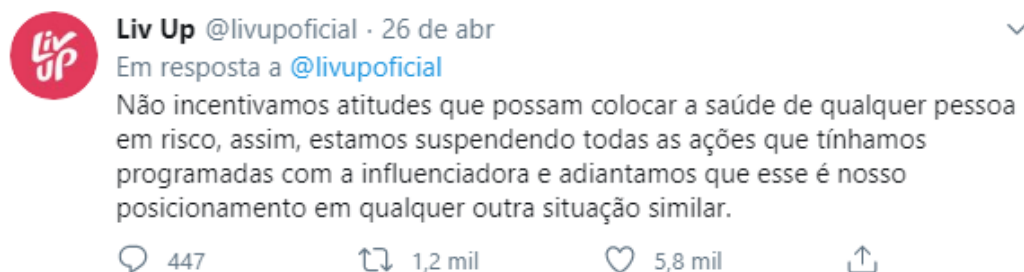 Liv Up
Liv Up @livupoficial · 26 de abr
Em resposta a @livupoficial
Não incentivamos atitudes que possam colocar a saúde de qualquer pessoa
em risco, assim, estamos suspendendo todas as ações que tínhamos
programadas com a influenciadora e adiantamos que esse é nosso
posicionamento em qualquer outra situação similar.
447 1,2 mil 5,8 mil